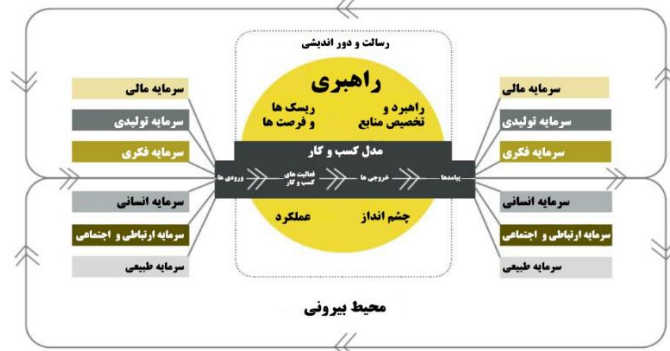 رسالت و دور اندیشی
راهبری
ریسک ها
و فرصت ها
راهبرد و
تخصیص منابع
مدل کسب و کار
ورودی ها
فعالیت های
کسب و کار
خروجی ها
پیامدها
عملکرد
چشم انداز
سرمایه مالی
سرمایه تولیدی
سرمایه فکری
سرمایه انسانی
سرمایه ارتباطی و اجتماعی
سرمایه طبیعی
سرمایه مالی
سرمایه تولیدی
سرمایه فکری
سرمایه انسانی
سرمایه ارتباطی و اجتماعی
سرمایه طبیعی
محیط بیرونی